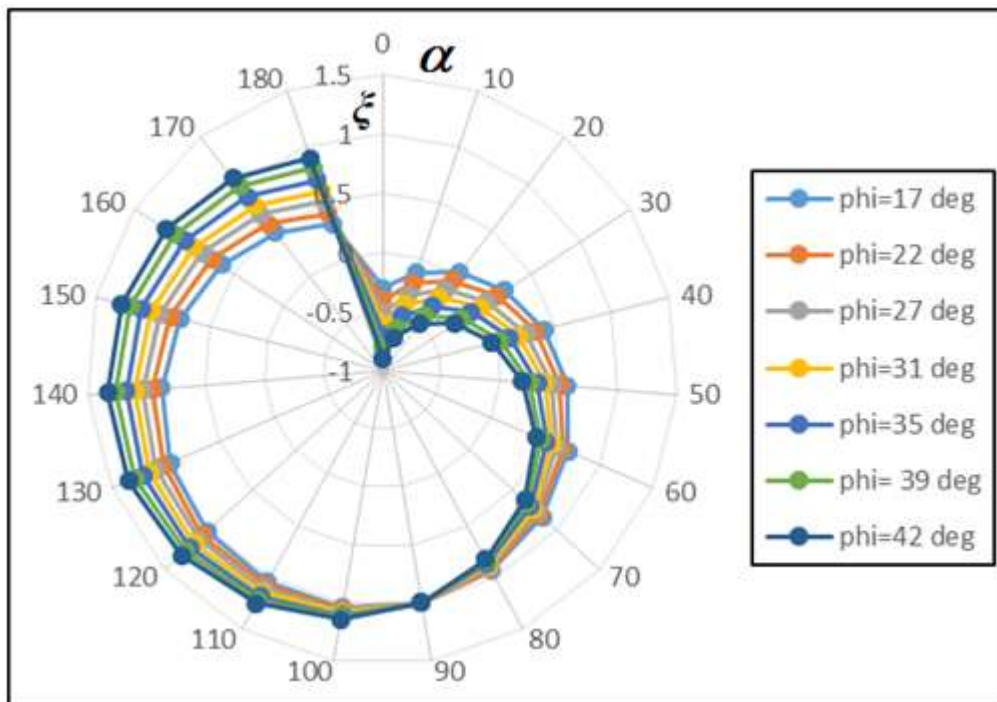 0
α
10
20
30
40
50
60
70
80
90
100
110
120
130
140
150
160
170
180
1.5
ξ
1
.5
0
-0.5
-1
phi=17 deg
phi=22 deg
phi=27 deg
phi=31 deg
phi=35 deg
phi= 39 deg
phi=42 deg